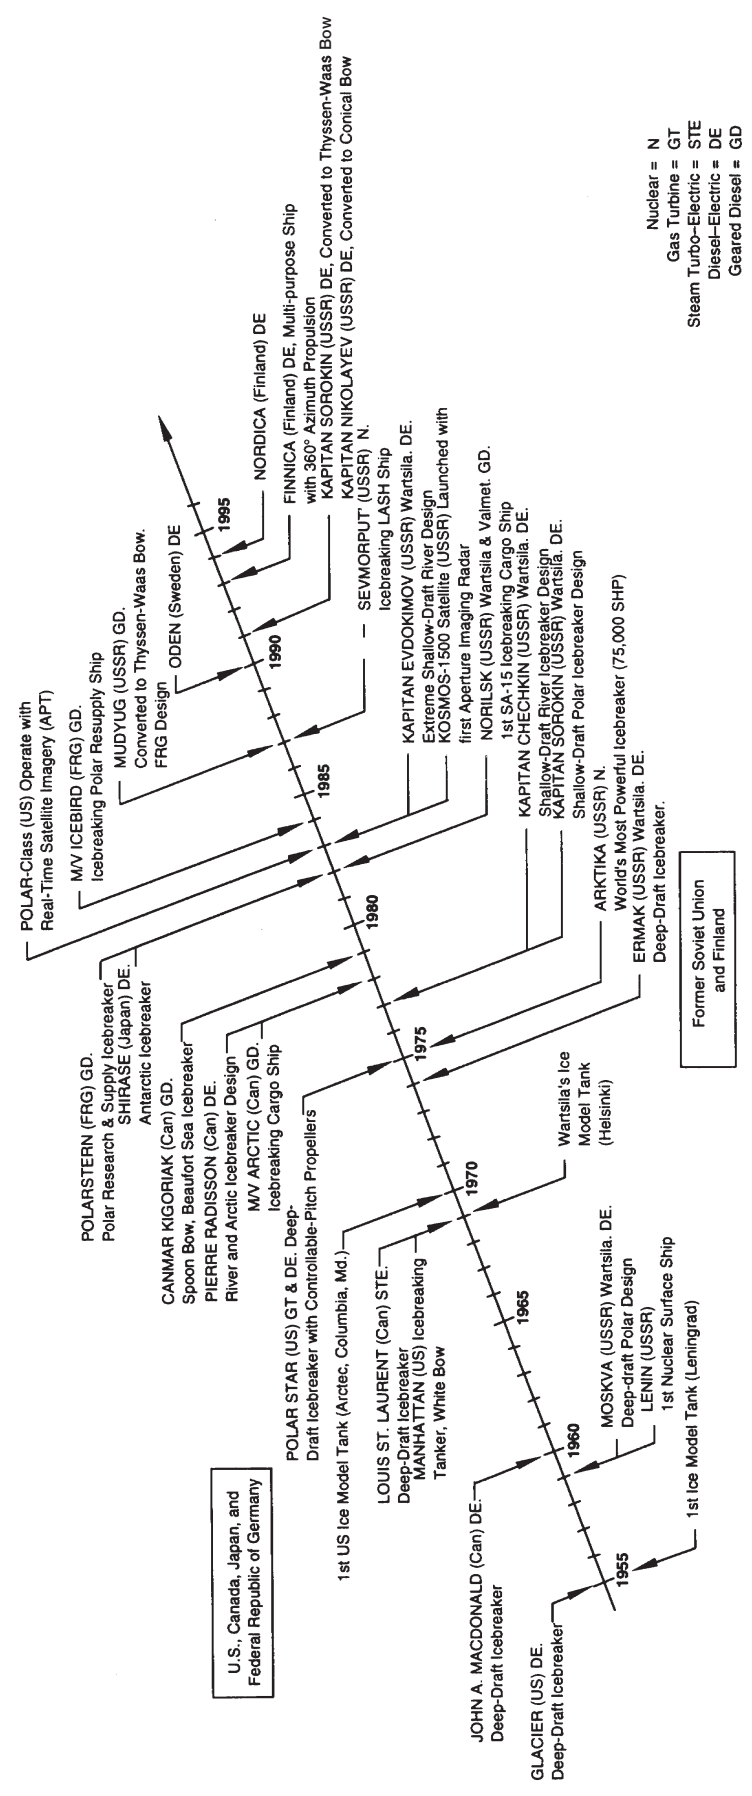 U.S., Canada, Japan, and
Federal Republic of Germany
GLACIER (US) DE.
Deep-Draft Icebreaker
JOHN A. MACDONALD (Can) DE.
Deep-Draft Icebreaker
LOUIS ST. LAURENT (Can) STE.
Deep-Draft Icebreaker
MANHATTAN (US) Icebreaking
Tanker, White Bow
1st US Ice Model Tank (Arctec, Columbia, Md.)
POLAR STAR (US) GT & DE. Deep-
Draft Icebreaker with Controllable-Pitch Propellers
M/V ARCTIC (Can) GD.
Icebreaking Cargo Ship
PIERRE RADISSON (Can) DE.
River and Arctic Icebreaker Design
CANMAR KIGORIAK (Can) GD.
Spoon Bow, Beaufort Sea Icebreaker
POLARSTERN (FRG) GD.
Polar Research & Supply Icebreaker
SHIRASE (Japan) DE.
Antarctic Icebreaker
POLAR-Class (US) Operate with
Real-Time Satellite Imagery (APT)
M/V ICEBIRD (FRG) GD.
Icebreaking Polar Resupply Ship
MUDYUG (USSR) GD.
Converted to Thyssen-Waas Bow.
FRG Design
ODEN (Sweden) DE
1955
1960
1965
1970
1975
1980
1985
1990
1995
1st Ice Model Tank (Leningrad)
MOSKVA (USSR) Wartsila. DE.
Deep-draft Polar Design
LENIN (USSR)
1st Nuclear Surface Ship
Wartsila's Ice
Model Tank
(Helsinki)
ERMAK (USSR) Wartsila. DE.
Deep-Draft Icebreaker.
ARKTIKA (USSR) N.
World's Most Powerful Icebreaker (75,000 SHP)
KAPITAN CHECHKIN (USSR) Wartsila. DE.
Shallow-Draft River Icebreaker Design
KAPITAN SOROKIN (USSR) Wartsila. DE.
Shallow-Draft Polar Icebreaker Design
NORILSK (USSR) Wartsila & Valmet. GD.
1st SA-15 Icebreaking Cargo Ship
KAPITAN EVDOKIMOV (USSR) Wartsila. DE.
Extreme Shallow-Draft River Design
KOSMOS-1500 Satellite (USSR) Launched with
first Aperture Imaging Radar
SEVMORPUT' (USSR) N.
Icebreaking LASH Ship
KAPITAN SOROKIN (USSR) DE, Converted to Thyssen-Waas Bow
KAPITAN NIKOLAYEV (USSR) DE, Converted to Conical Bow
FINNICA (Finland) DE, Multi-purpose Ship
with 360° Azimuth Propulsion
NORDICA (Finland) DE
Former Soviet Union
and Finland
Nuclear = N
Gas Turbine = GT
Steam Turbo-Electric = STE
Diesel-Electric = DE
Geared Diesel = GD